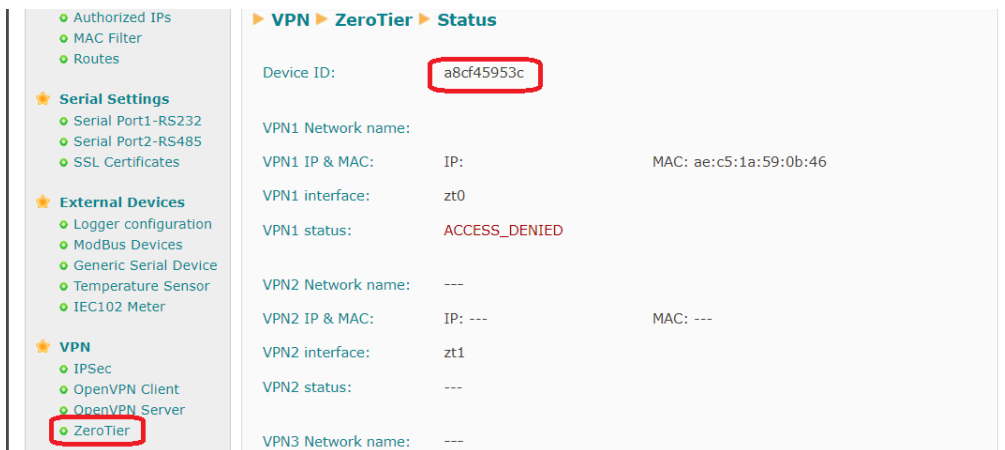 Authorized IPs
MAC Filter
Routes
Serial Settings
Serial Port1-RS232
Serial Port2-RS485
SSL Certificates
External Devices
Logger configuration
ModBus Devices
Generic Serial Device
Temperature Sensor
IEC102 Meter
VPN
IPSec
OpenVPN Client
OpenVPN Server
ZeroTier
VPN ZeroTier Status
Device ID: a8cf45953c
VPN1 Network name:
VPN1 IP & MAC: IP: MAC: ae:c5:1a:59:0b:46
VPN1 interface: zt0
VPN1 status: ACCESS_DENIED
VPN2 Network name: ---
VPN2 IP & MAC: IP: --- MAC: ---
VPN2 interface: zt1
VPN2 status: ---
VPN3 Network name: ---